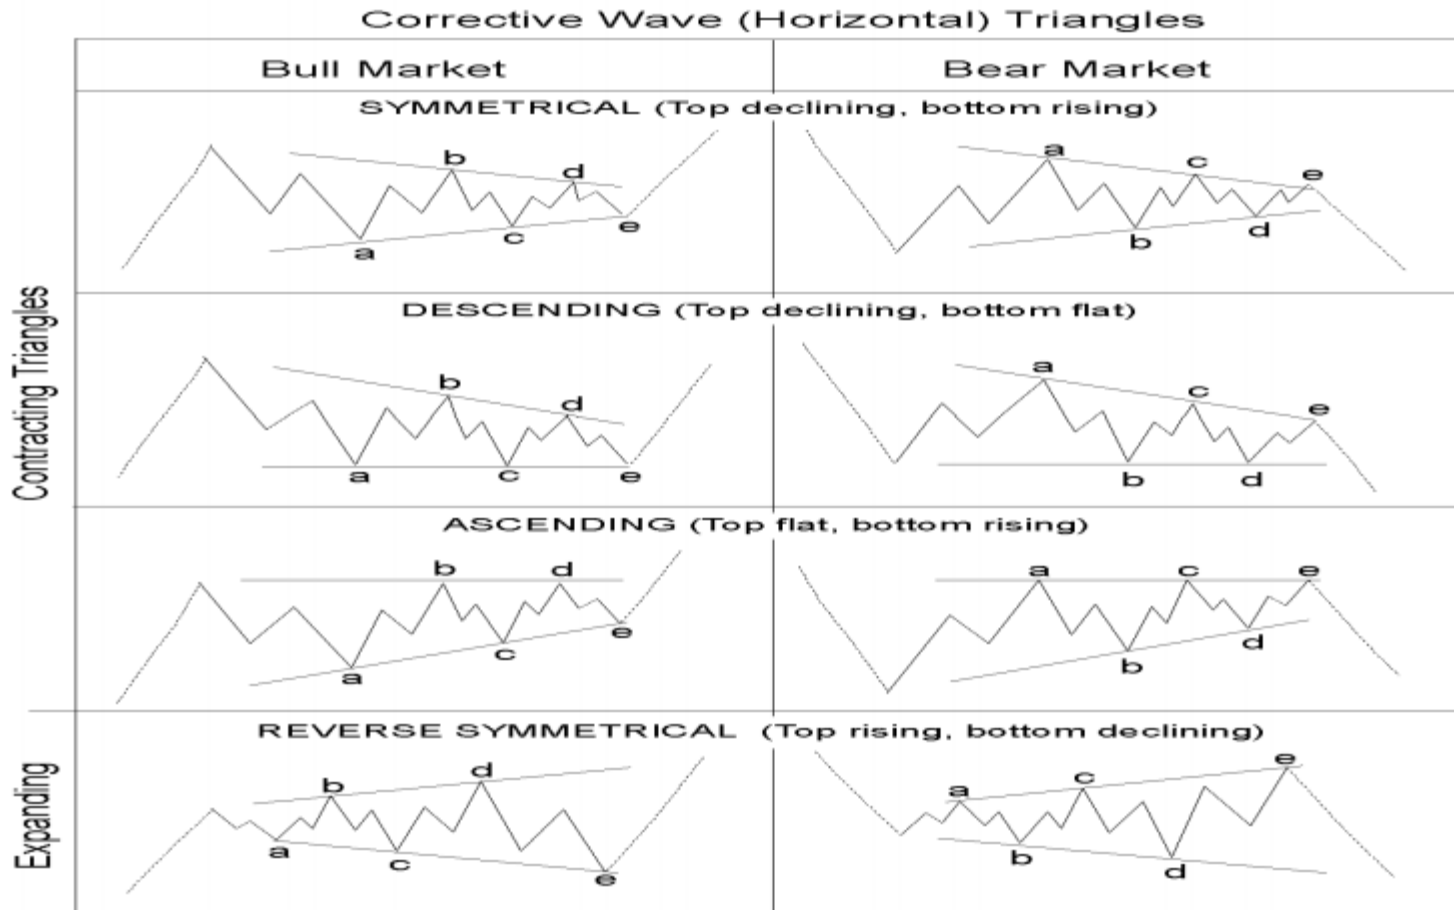 Corrective Wave (Horizontal) Triangles
Bull Market
Bear Market
Contracting Triangles
SYMMETRICAL (Top declining, bottom rising)
b
d
a
c
e
a
c
e
b
d
DESCENDING (Top declining, bottom flat)
b
d
a
c
e
a
c
e
b
d
ASCENDING (Top flat, bottom rising)
b
d
a
c
e
a
c
e
b
d
Expanding
REVERSE SYMMETRICAL (Top rising, bottom declining)
b
d
a
c
e
a
c
e
b
d